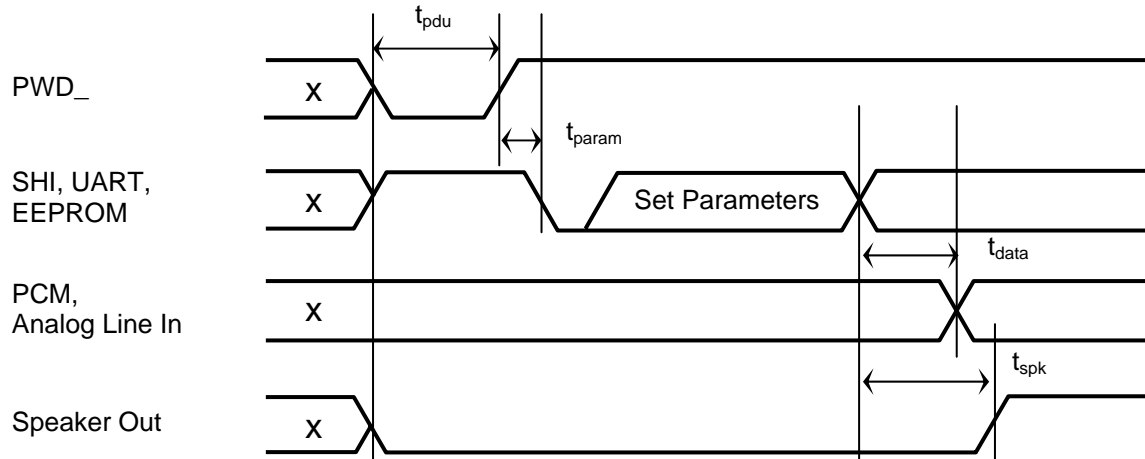 t_pdu
PWD_
X
t_param
SHI, UART,
EEPROM
X
Set Parameters
t_data
PCM,
Analog Line In
X
t_spk
Speaker Out
X